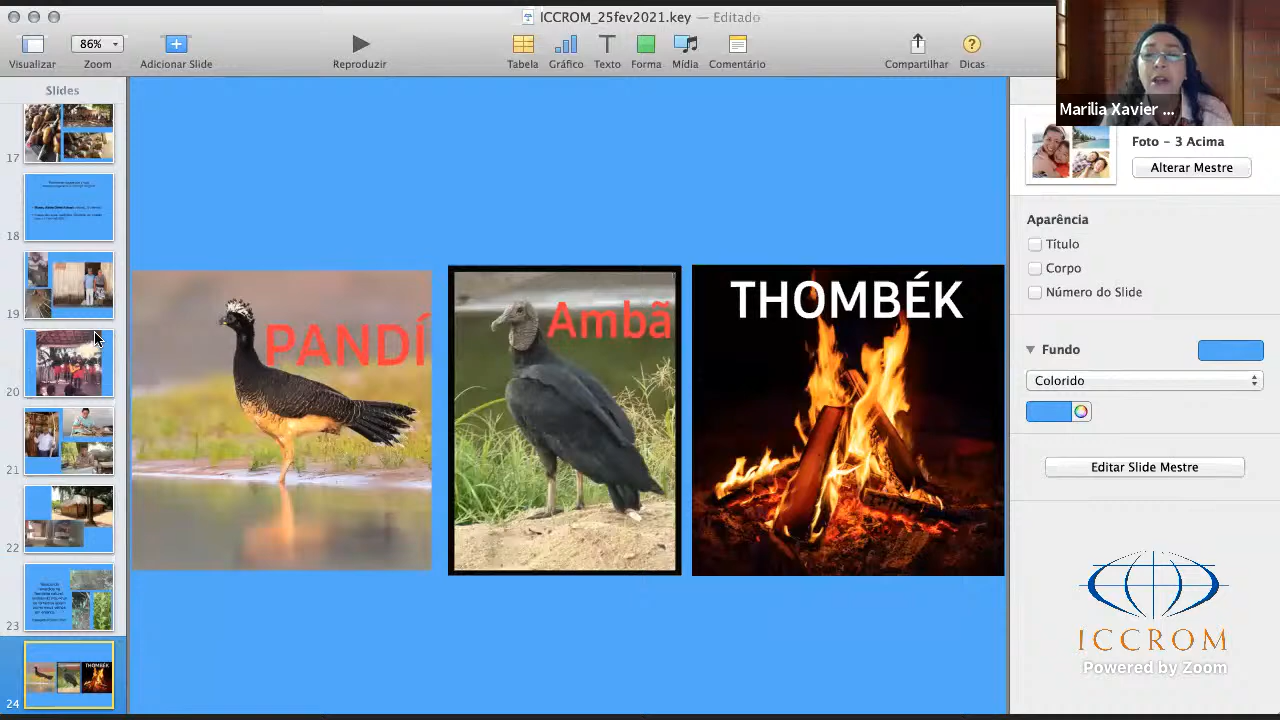 ICCROM_25fev2021.key — Editado
Visualizar
86%
Zoom
Adicionar Slide
Reproduzir
Tabela
Gráfico
Texto
Forma
Mídia
Comentário
Compartilhar
Dicas
Marilia Xavier ...
Slides
17
18
19
20
21
22
23
24
THOMBÉK
PANDÍ
Ambã
THOMBÉK
Foto – 3 Acima
Alterar Mestre
Aparência
Título
Corpo
Número do Slide
Fundo
Colorido
Editar Slide Mestre
ICCROM
Powered by Zoom